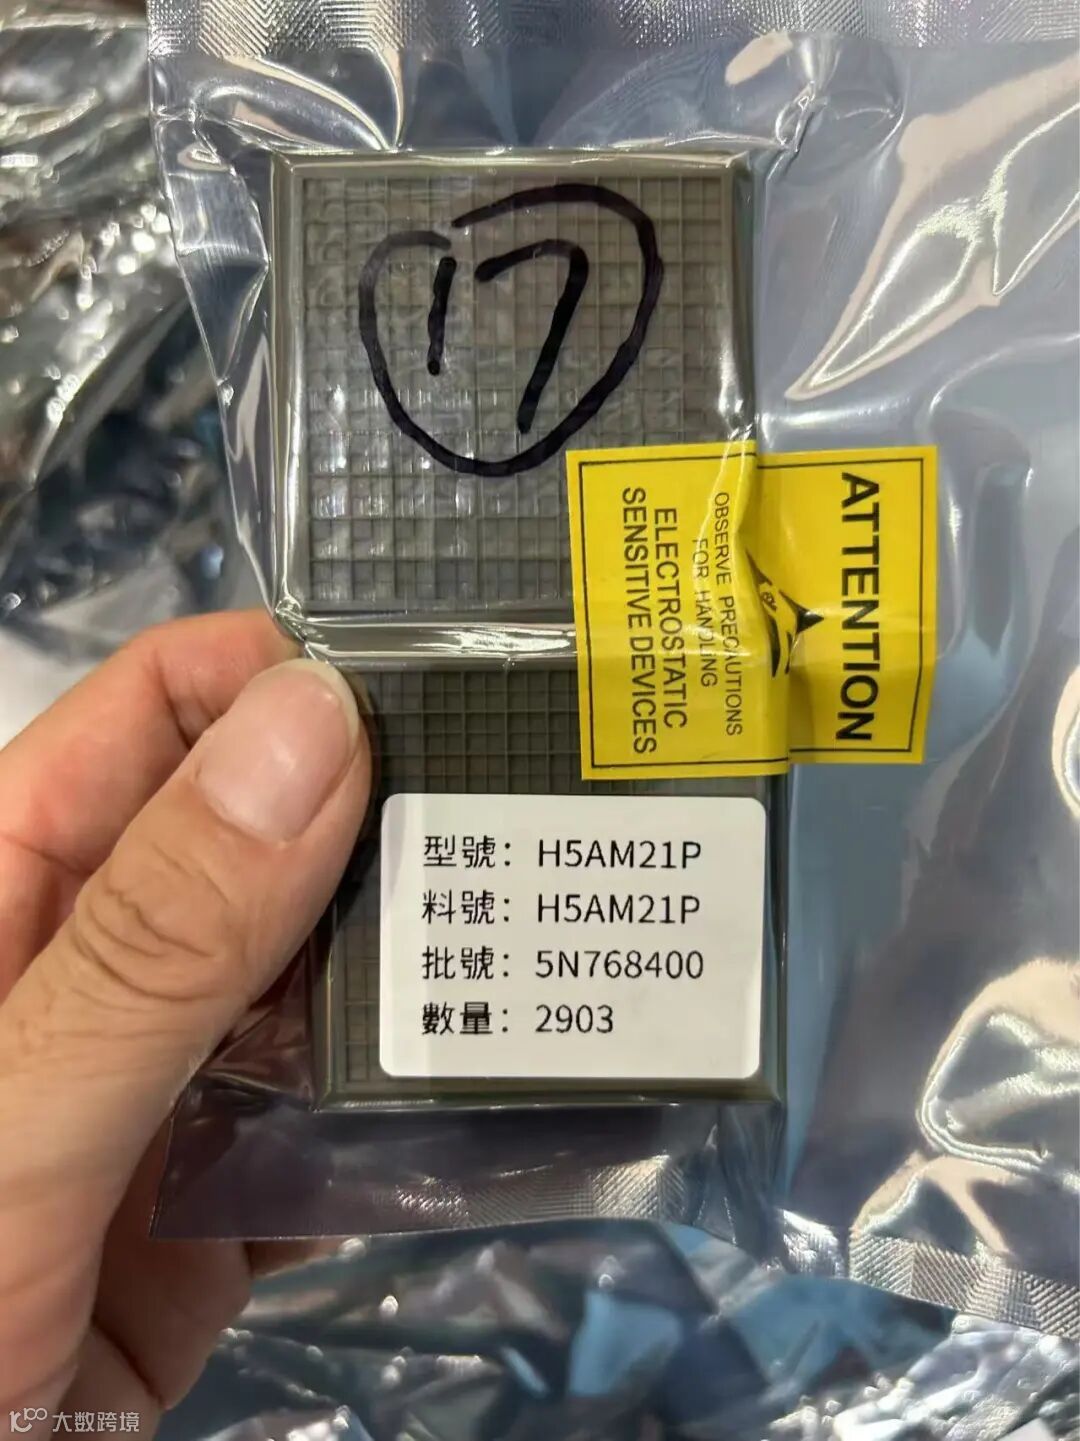 17
ATTENTION
OBSERVE PRECAUTIONS
FOR HANDLING
ELECTROSTATIC
SENSITIVE DEVICES
型號：H5AM21P
料號：H5AM21P
批號：5N768400
數量：2903
大数跨境